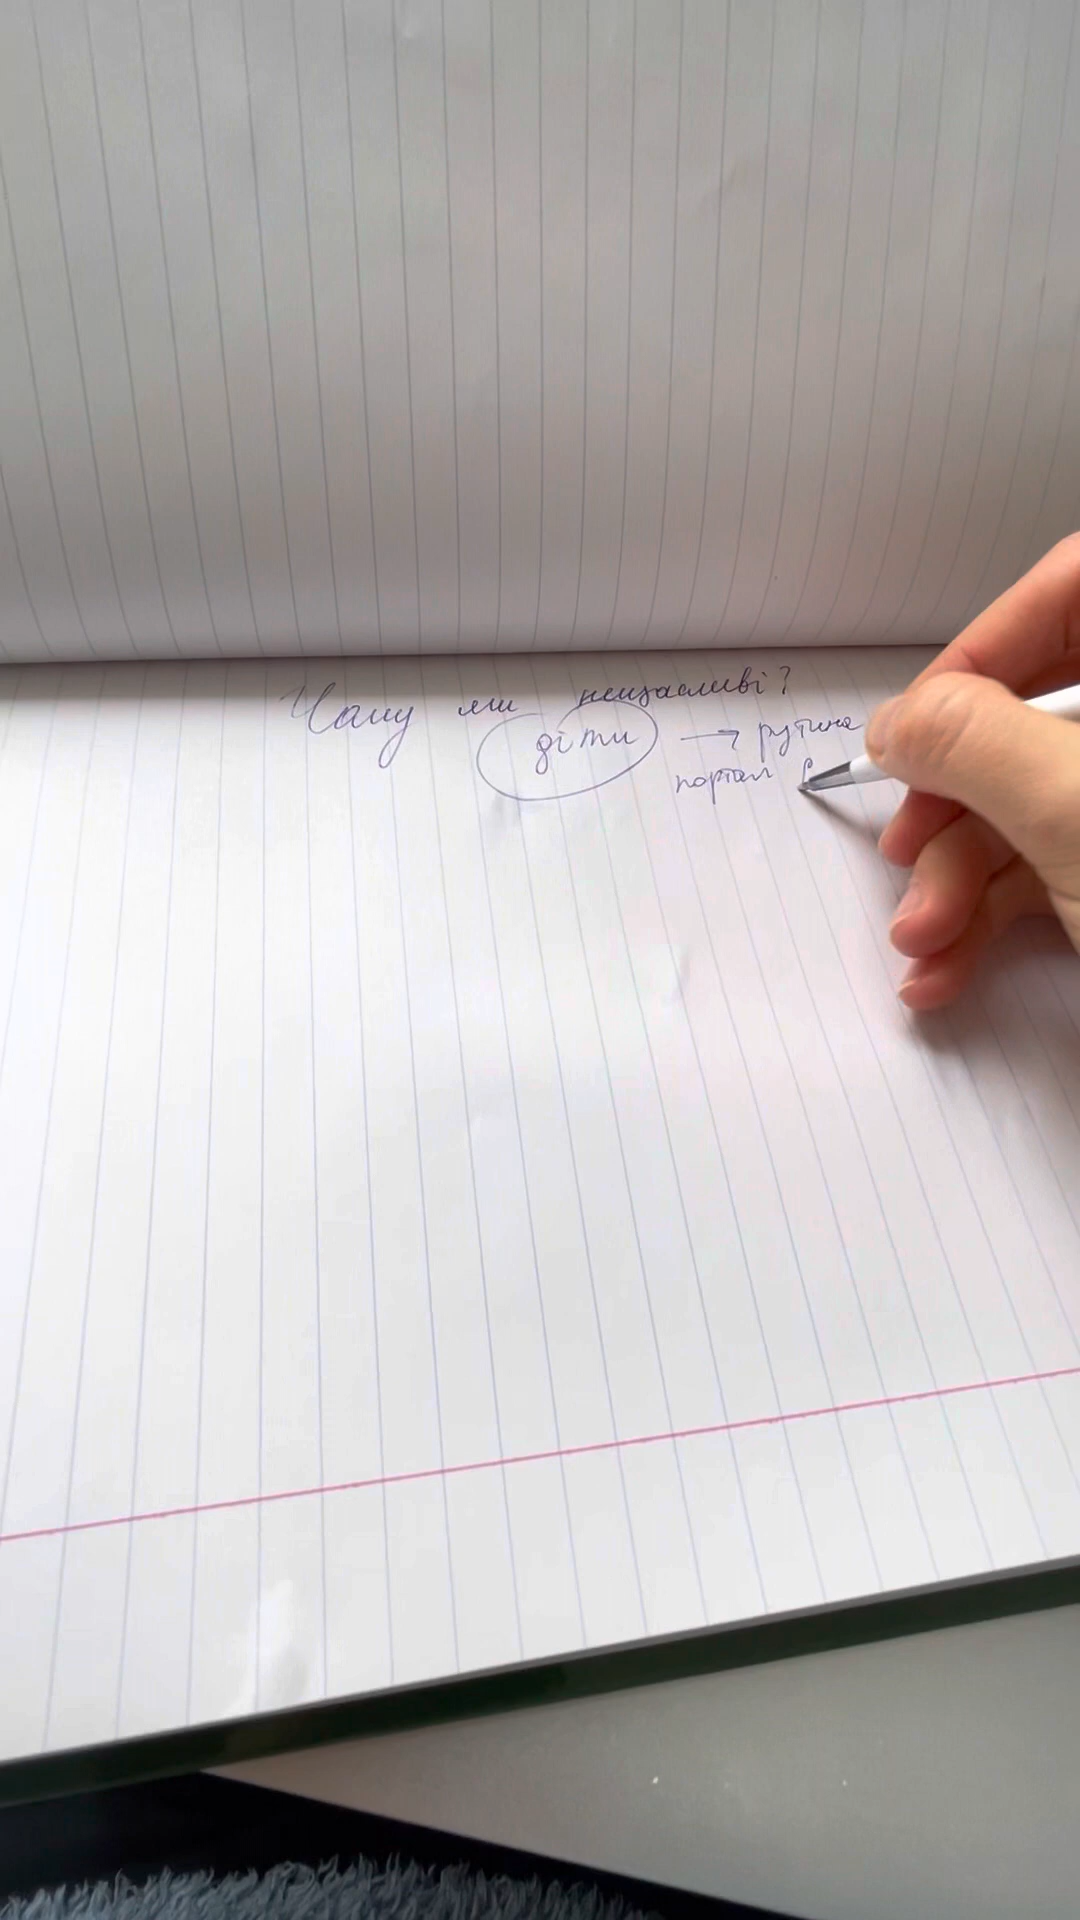 Чому ми нещасливі?
діти → рутина
портал